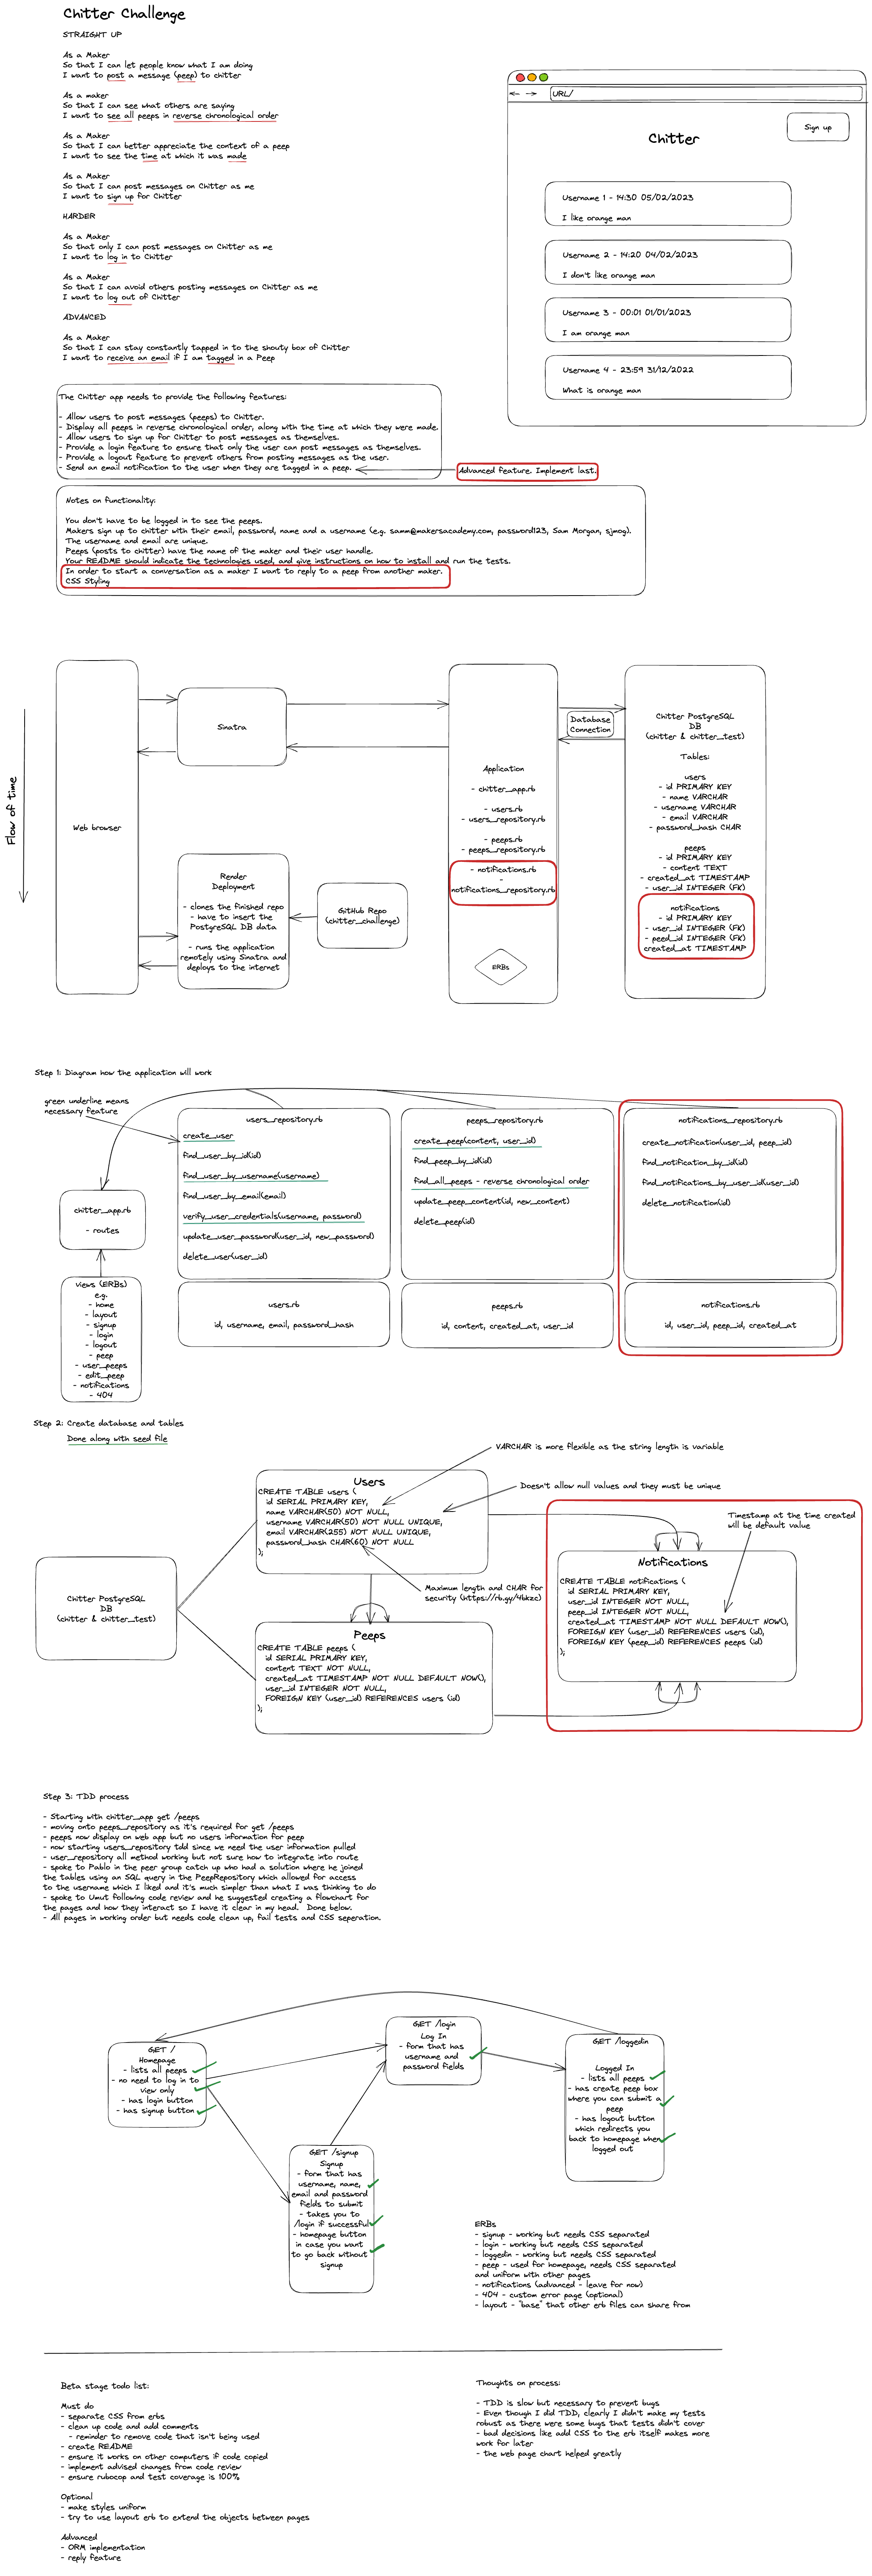 Chitter Challenge
STRAIGHT UP
As a Maker
So that I can let people know what I am doing
I want to post a message (peep) to chitter
As a maker
So that I can see what others are saying
I want to see all peeps in reverse chronological order
As a Maker
So that I can better appreciate the context of a peep
I want to see the time at which it was made
As a Maker
So that I can post messages on Chitter as me
I want to sign up for Chitter
HARDER
As a Maker
So that only I can post messages on Chitter as me
I want to log in to Chitter
As a Maker
So that I can avoid others posting messages on Chitter as me
I want to log out of Chitter
ADVANCED
As a Maker
So that I can stay constantly tapped in to the shouty box of Chitter
I want to receive an email if I am tagged in a Peep
URL/
Chitter
Sign up
Username 1 - 14:30 05/02/2023
I like orange man
Username 2 - 14:20 04/02/2023
I don't like orange man
Username 3 - 00:01 01/01/2023
I am orange man
Username 4 - 23:59 31/12/2022
What is orange man
The Chitter app needs to provide the following features:
- Allow users to post messages (peeps) to Chitter.
- Display all peeps in reverse chronological order, along with the time at which they were made.
- Allow users to sign up for Chitter to post messages as themselves.
- Provide a login feature to ensure that only the user can post messages as themselves.
- Provide a logout feature to prevent others from posting messages as the user.
- Send an email notification to the user when they are tagged in a peep.
Advanced feature. Implement last.
Notes on functionality:
You don't have to be logged in to see the peeps.
Makers sign up to chitter with their email, password, name and a username (e.g. samm@makersacademy.com, password123, Sam Morgan, sjmog).
The username and email are unique.
Peeps (posts to chitter) have the name of the maker and their user handle.
Your README should indicate the technologies used, and give instructions on how to install and run the tests.
In order to start a conversation as a maker I want to reply to a peep from another maker.
CSS Styling
Flow of time
Web browser
Sinatra
Render
Deployment
- clones the finished repo
- have to insert the
PostgreSQL DB data
- runs the application
remotely using Sinatra and
deploys to the internet
GitHub Repo
(chitter_challenge)
Application
- chitter_app.rb
- users.rb
- users_repository.rb
- peeps.rb
- peeps_repository.rb
- notifications.rb
-
notifications_repository.rb
ERBs
Database
Connection
Chitter PostgreSQL
DB
(chitter & chitter_test)
Tables:
users
- id PRIMARY KEY
- name VARCHAR
- username VARCHAR
- email VARCHAR
- password_hash CHAR
peeps
- id PRIMARY KEY
- content TEXT
- created_at TIMESTAMP
- user_id INTEGER (FK)
notifications
- id PRIMARY KEY
- user_id INTEGER (FK)
- peed_id INTEGER (FK)
created_at TIMESTAMP
Step 1: Diagram how the application will work
green underline means
necessary feature
chitter_app.rb
- routes
views (ERBs)
e.g.
- home
- layout
- signup
- login
- logout
- peep
- user_peeps
- edit_peep
- notifications
- 404
users_repository.rb
create_user
find_user_by_id(id)
find_user_by_username(username)
find_user_by_email(email)
verify_user_credentials(username, password)
update_user_password(user_id, new_password)
delete_user(user_id)
users.rb
id, username, email, password_hash
peeps_repository.rb
create_peep(content, user_id)
find_peep_by_id(id)
find_all_peeps - reverse chronological order
update_peep_content(id, new_content)
delete_peep(id)
peeps.rb
id, content, created_at, user_id
notifications_repository.rb
create_notification(user_id, peep_id)
find_notification_by_id(id)
find_notifications_by_user_id(user_id)
delete_notification(id)
notifications.rb
id, user_id, peep_id, created_at
Step 2: Create database and tables
Done along with seed file
VARCHAR is more flexible as the string length is variable
Doesn't allow null values and they must be unique
Chitter PostgreSQL
DB
(chitter & chitter_test)
Users
CREATE TABLE users (
id SERIAL PRIMARY KEY,
name VARCHAR(50) NOT NULL,
username VARCHAR(50) NOT NULL UNIQUE,
email VARCHAR(255) NOT NULL UNIQUE,
password_hash CHAR(60) NOT NULL
);
Maximum length and CHAR for
security (https://rb.gy/4bkzc)
Peeps
CREATE TABLE peeps (
id SERIAL PRIMARY KEY,
content TEXT NOT NULL,
created_at TIMESTAMP NOT NULL DEFAULT NOW(),
user_id INTEGER NOT NULL,
FOREIGN KEY (user_id) REFERENCES users (id)
);
Timestamp at the time created
will be default value
Notifications
CREATE TABLE notifications (
id SERIAL PRIMARY KEY,
user_id INTEGER NOT NULL,
peep_id INTEGER NOT NULL,
created_at TIMESTAMP NOT NULL DEFAULT NOW(),
FOREIGN KEY (user_id) REFERENCES users (id),
FOREIGN KEY (peep_id) REFERENCES peeps (id)
);
Step 3: TDD process
- Starting with chitter_app get /peeps
- moving onto peeps_repository as it's required for get /peeps
- peeps now display on web app but no users information for peep
- now starting users_repository tdd since we need the user information pulled
- user_repository all method working but not sure how to integrate into route
- spoke to Pablo in the peer group catch up who had a solution where he joined
the tables using an SQL query in the PeepRepository which allowed for access
to the username which I liked and it's much simpler than what I was thinking to do
- spoke to Umut following code review and he suggested creating a flowchart for
the pages and how they interact so I have it clear in my head. Done below.
- All pages in working order but needs code clean up, fail tests and CSS seperation.
GET /
Homepage
- lists all peeps
- no need to log in to
view only
- has login button
- has signup button
GET /login
Log In
- form that has
username and
password fields
GET /loggedin
Logged In
- lists all peeps
- has create peep box
where you can submit a
peep
- has logout button
which redirects you
back to homepage when
logged out
GET /signup
Signup
- form that has
username, name,
email and password
fields to submit
- takes you to
/login if successful
- homepage button
in case you want
to go back without
signup
ERBs
- signup - working but needs CSS separated
- login - working but needs CSS separated
- loggedin - working but needs CSS separated
- peep - used for homepage, needs CSS separated
and uniform with other pages
- notifications (advanced - leave for now)
- 404 - custom error page (optional)
- layout - "base" that other erb files can share from
Beta stage todo list:
Must do
- separate CSS from erbs
- clean up code and add comments
- reminder to remove code that isn't being used
- create README
- ensure it works on other computers if code copied
- implement advised changes from code review
- ensure rubocop and test coverage is 100%
Optional
- make styles uniform
- try to use layout erb to extend the objects between pages
Advanced
- ORM implementation
- reply feature
Thoughts on process:
- TDD is slow but necessary to prevent bugs
- Even though I did TDD, clearly I didn't make my tests
robust as there were some bugs that tests didn't cover
- bad decisions like add CSS to the erb itself makes more
work for later
- the web page chart helped greatly